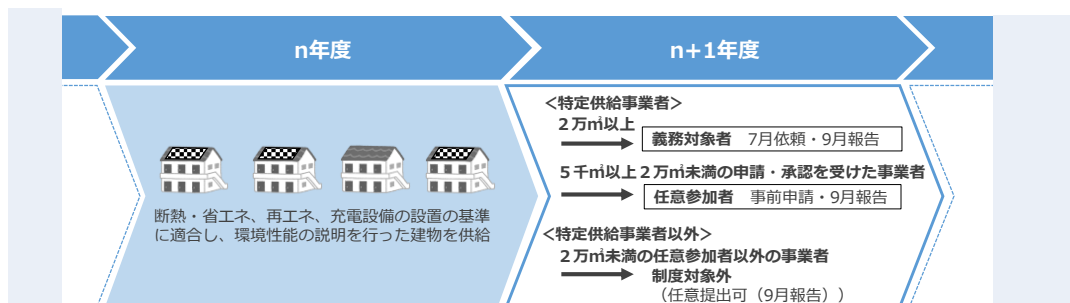 n年度
n+1年度
断熱・省エネ、再エネ、充電設備の設置の基準
に適合し、環境性能の説明を行った建物を供給
＜特定供給事業者＞
２万㎡以上
義務対象者　7月依頼・9月報告
５千㎡以上２万㎡未満の申請・承認を受けた事業者
任意参加者　事前申請・9月報告
＜特定供給事業者以外＞
２万㎡未満の任意参加者以外の事業者
制度対象外
（任意提出可（9月報告））